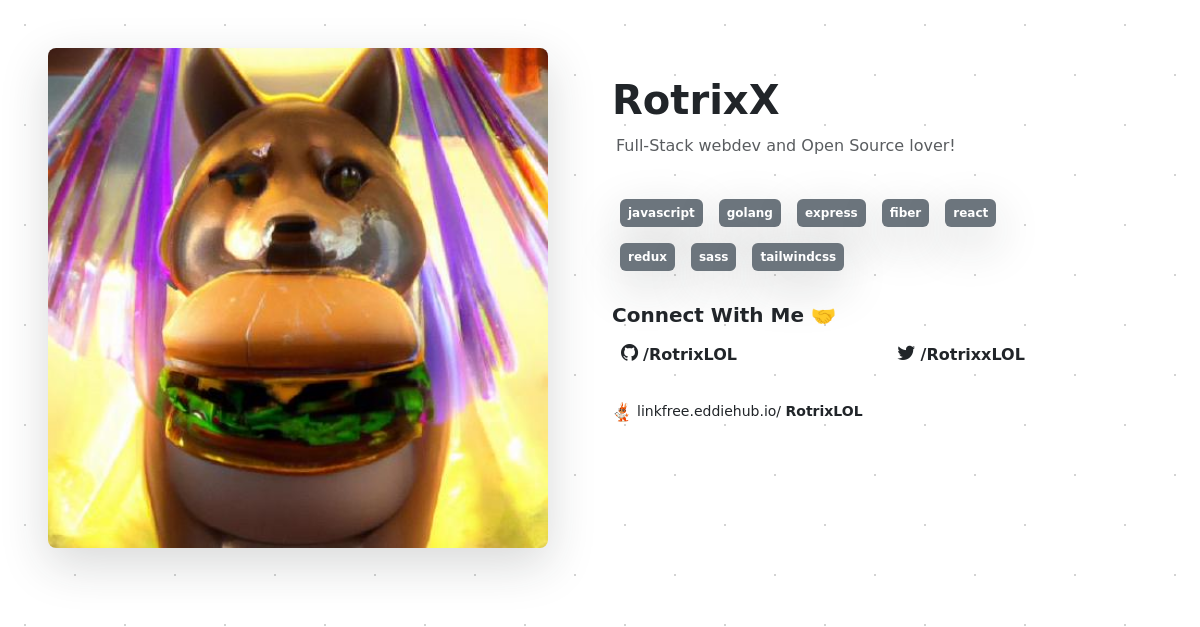 RotrixX
Full-Stack webdev and Open Source lover!
javascript golang express fiber react
redux sass tailwindcss
Connect With Me 🤝
/RotrixLOL /RotrixxLOL
linkfree.eddiehub.io/ RotrixLOL